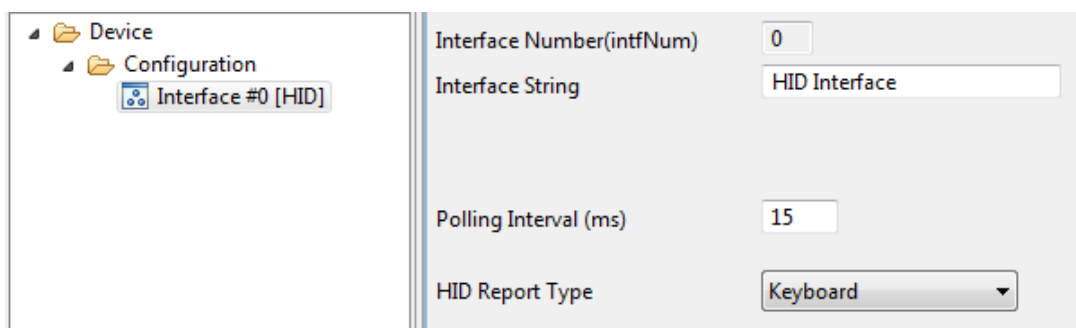 Device
Configuration
Interface #0 [HID]
Interface Number(intfNum) 0
Interface String HID Interface
Polling Interval (ms) 15
HID Report Type Keyboard